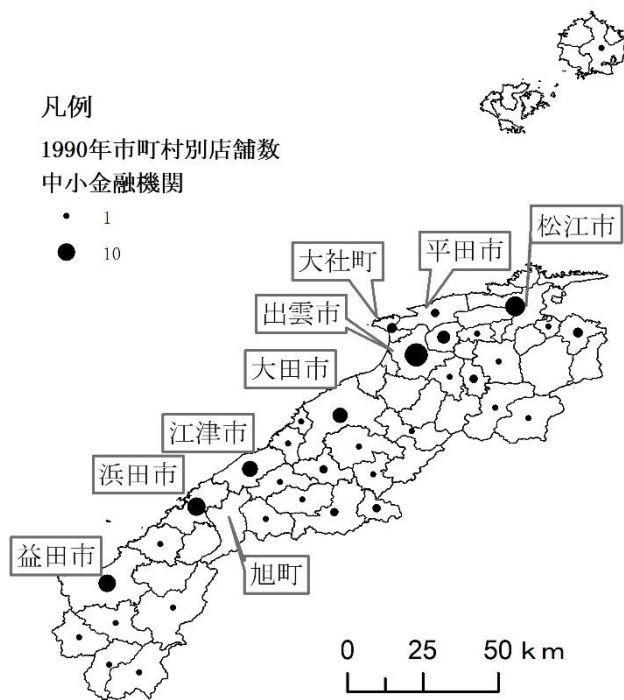 凡例
1990年市町村別店舗数
中小金融機関
1
10
松江市
平田市
大社町
出雲市
大田市
江津市
浜田市
益田市
旭町
0 25 50 km